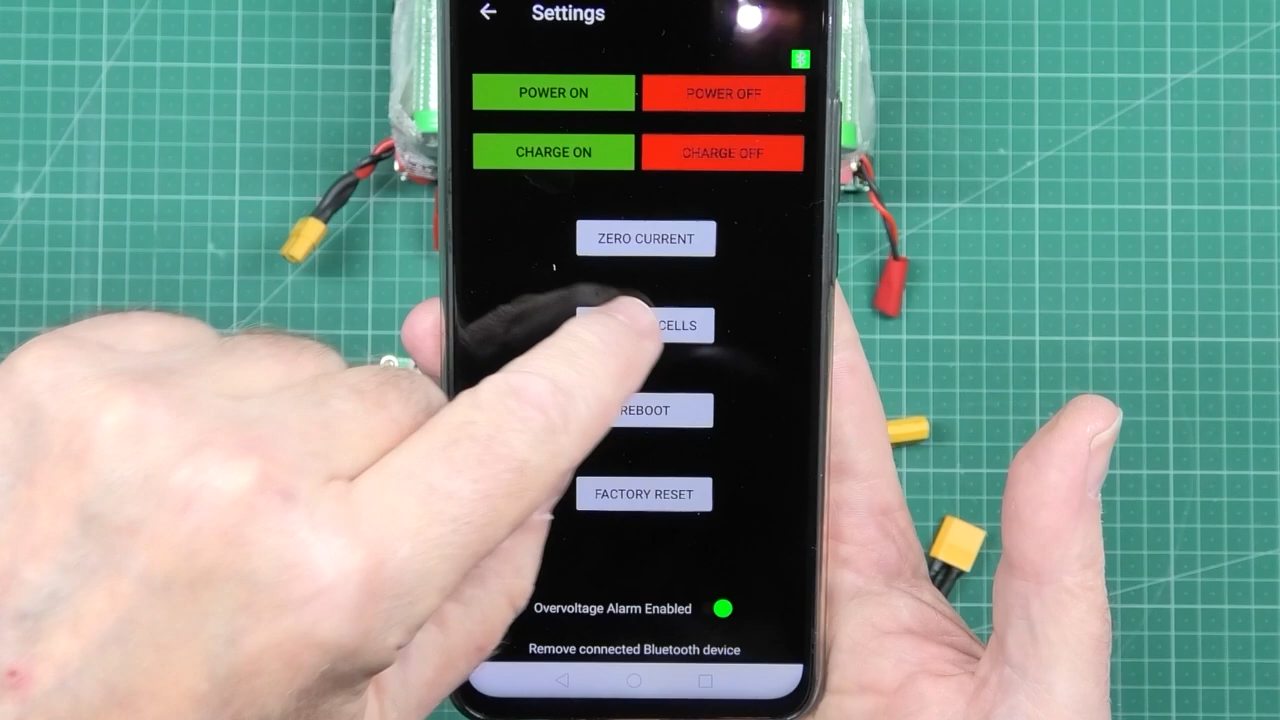 Settings
POWER ON POWER OFF
CHARGE ON CHARGE OFF
ZERO CURRENT
CELLS
REBOOT
FACTORY RESET
Overvoltage Alarm Enabled
Remove connected Bluetooth device